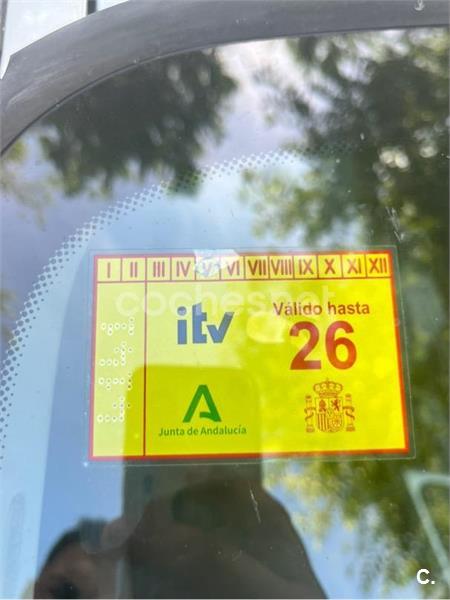 I II III IV V VI VII VIII IX X XI XII
coches.net
itv
Válido hasta
26
Junta de Andalucía
C.